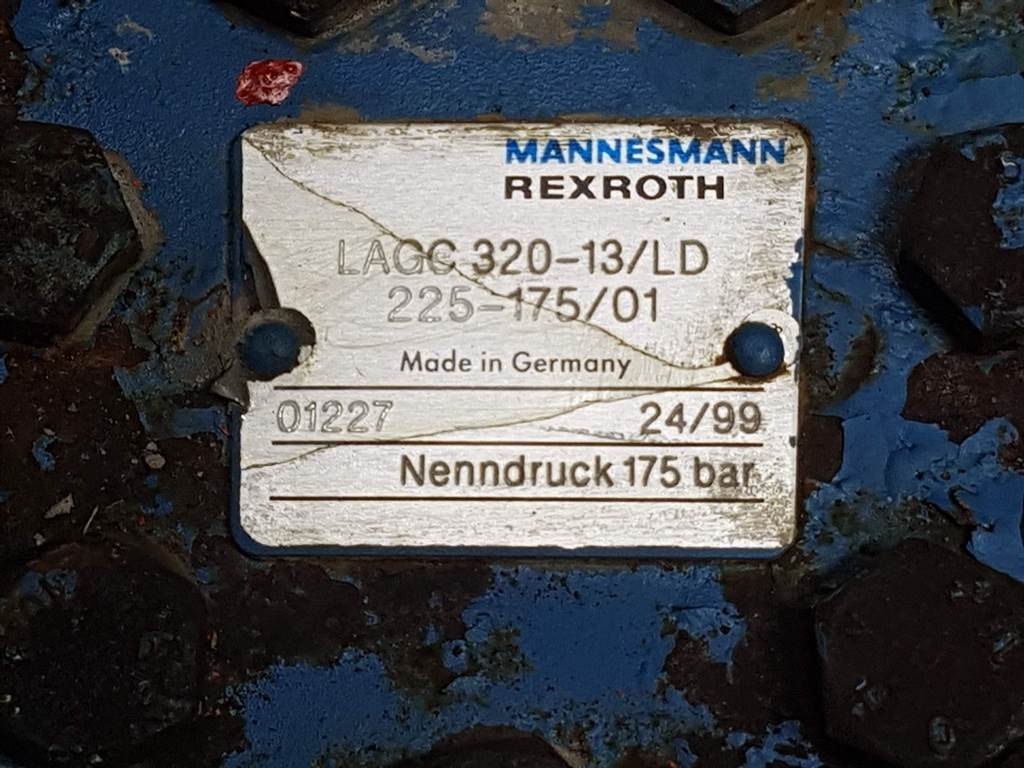 MANNESMANN
REXROTH
LAGC 320-13/LD
225-175/01
Made in Germany
01227 24/99
Nenndruck 175 bar